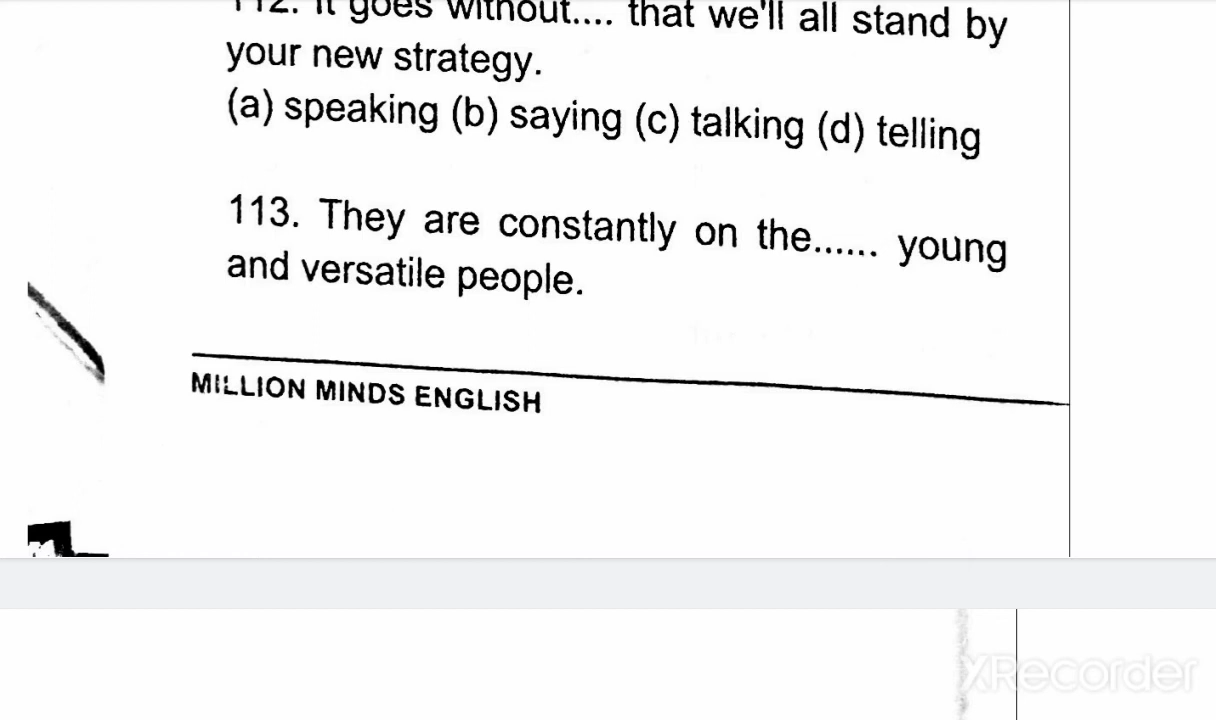 112. It goes without.... that we'll all stand by
your new strategy.
(a) speaking (b) saying (c) talking (d) telling
113. They are constantly on the...... young
and versatile people.
MILLION MINDS ENGLISH
XRecorder